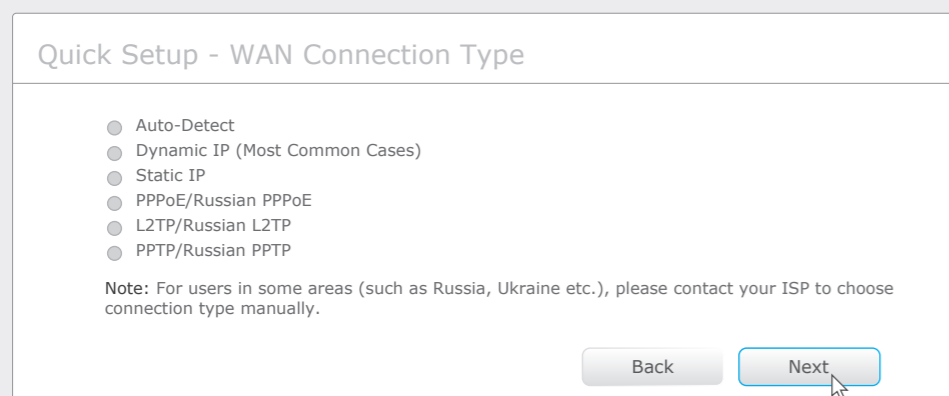 Quick Setup - WAN Connection Type
Auto-Detect
Dynamic IP (Most Common Cases)
Static IP
PPPoE/Russian PPPoE
L2TP/Russian L2TP
PPTP/Russian PPTP
Note: For users in some areas (such as Russia, Ukraine etc.), please contact your ISP to choose
connection type manually.
Back Next